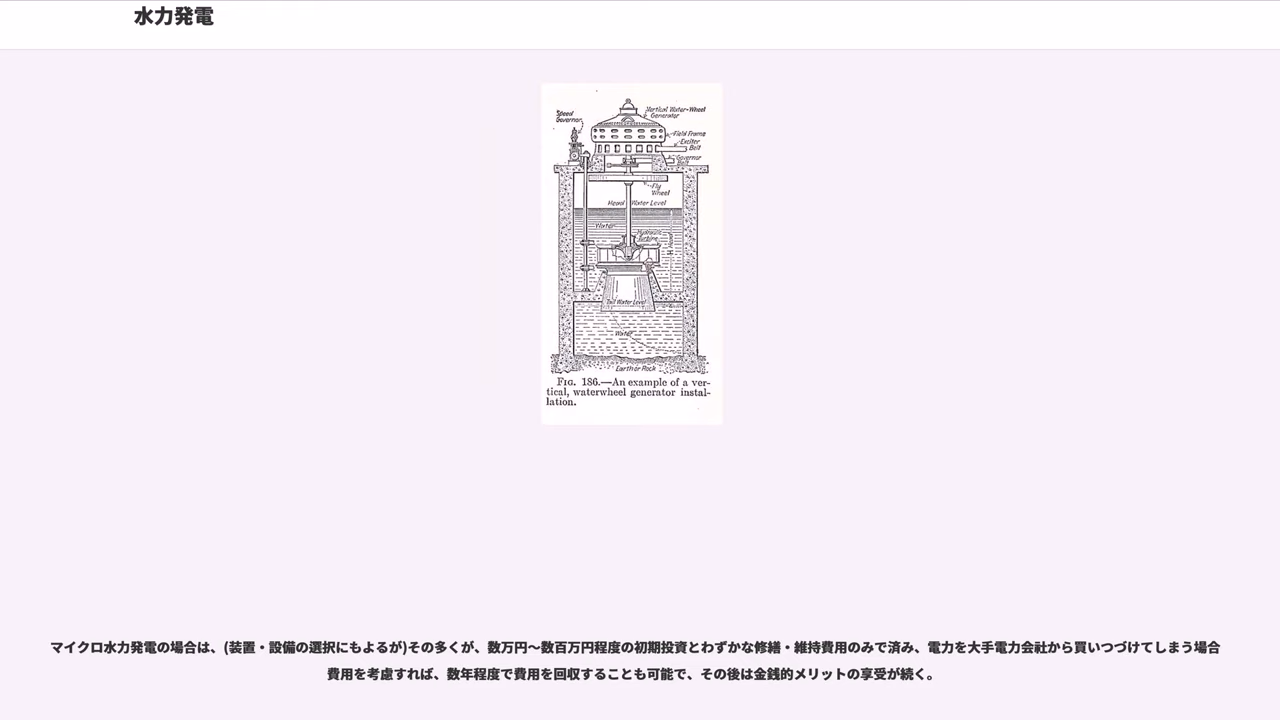 水力発電
Speed
Governor
Vertical Water-Wheel
Generator
Field Frame
Exciter
Belt
Governor
Belt
Fly
Wheel
Head Water Level
Water
Hydraulic
Turbine
Tail Water Level
Water
Earth or Rock
FIG. 186.—An example of a ver-
tical, waterwheel generator instal-
lation.
マイクロ水力発電の場合は、(装置・設備の選択にもよるが)その多くが、数万円〜数百万円程度の初期投資とわずかな修繕・維持費用のみで済み、電力を大手電力会社から買いつづけてしまう場合
費用を考慮すれば、数年程度で費用を回収することも可能で、その後は金銭的メリットの享受が続く。